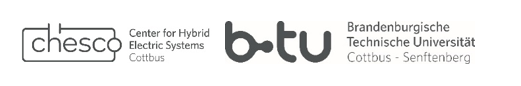 chesco
Center for Hybrid
Electric Systems
Cottbus
b-tu
Brandenburgische
Technische Universität
Cottbus - Senftenberg